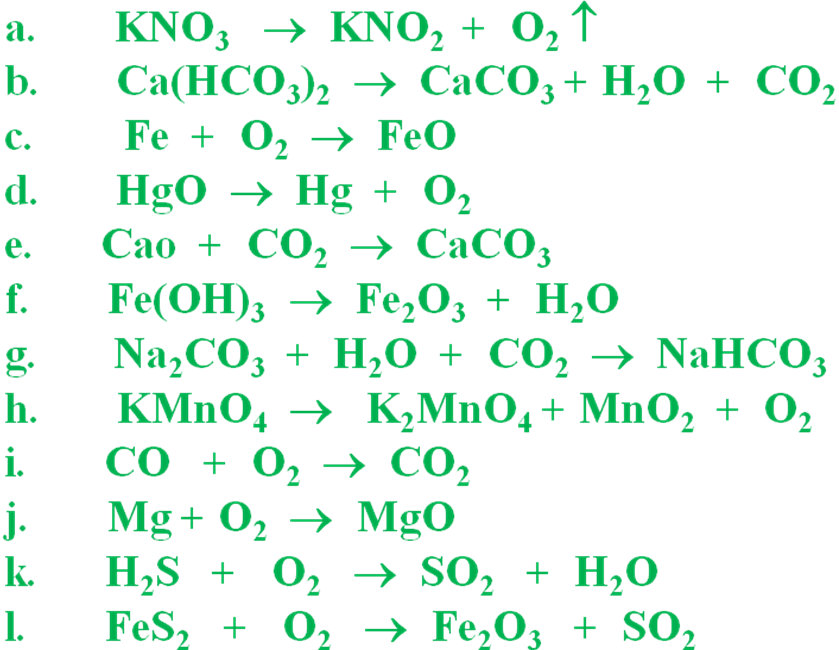 a. KNO₃ → KNO₂ + O₂ ↑
b. Ca(HCO₃)₂ → CaCO₃ + H₂O + CO₂
c. Fe + O₂ → FeO
d. HgO → Hg + O₂
e. Cao + CO₂ → CaCO₃
f. Fe(OH)₃ → Fe₂O₃ + H₂O
g. Na₂CO₃ + H₂O + CO₂ → NaHCO₃
h. KMnO₄ → K₂MnO₄ + MnO₂ + O₂
i. CO + O₂ → CO₂
j. Mg + O₂ → MgO
k. H₂S + O₂ → SO₂ + H₂O
l. FeS₂ + O₂ → Fe₂O₃ + SO₂